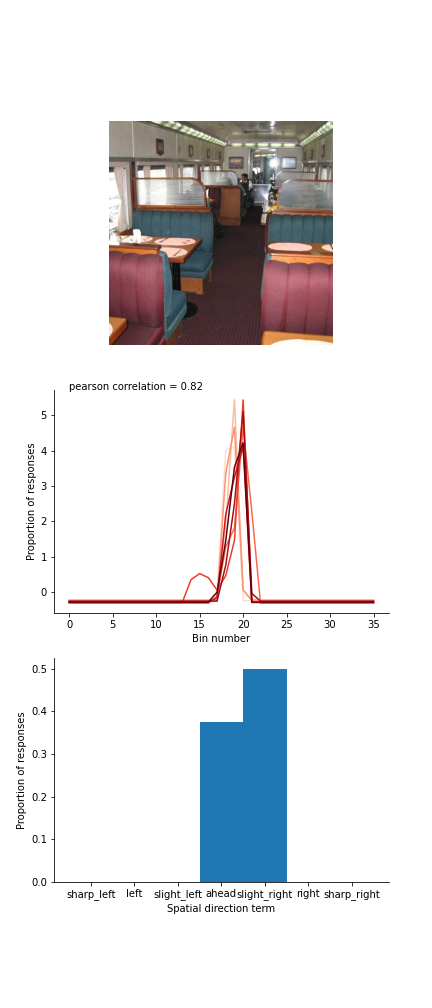 pearson correlation = 0.82
5
4
3
2
1
0
Proportion of responses
0 5 10 15 20 25 30 35
Bin number
0.5
0.4
0.3
0.2
0.1
0.0
Proportion of responses
sharp_left left slight_left ahead slight_right right sharp_right
Spatial direction term